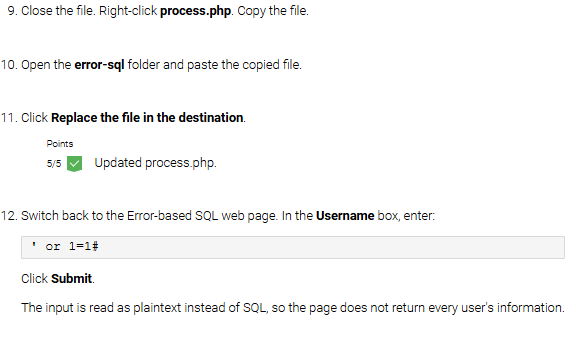 9. Close the file. Right-click process.php. Copy the file.
10. Open the error-sql folder and paste the copied file.
11. Click Replace the file in the destination.
Points
5/5 Updated process.php.
12. Switch back to the Error-based SQL web page. In the Username box, enter:
' or 1=1#
Click Submit.
The input is read as plaintext instead of SQL, so the page does not return every user's information.